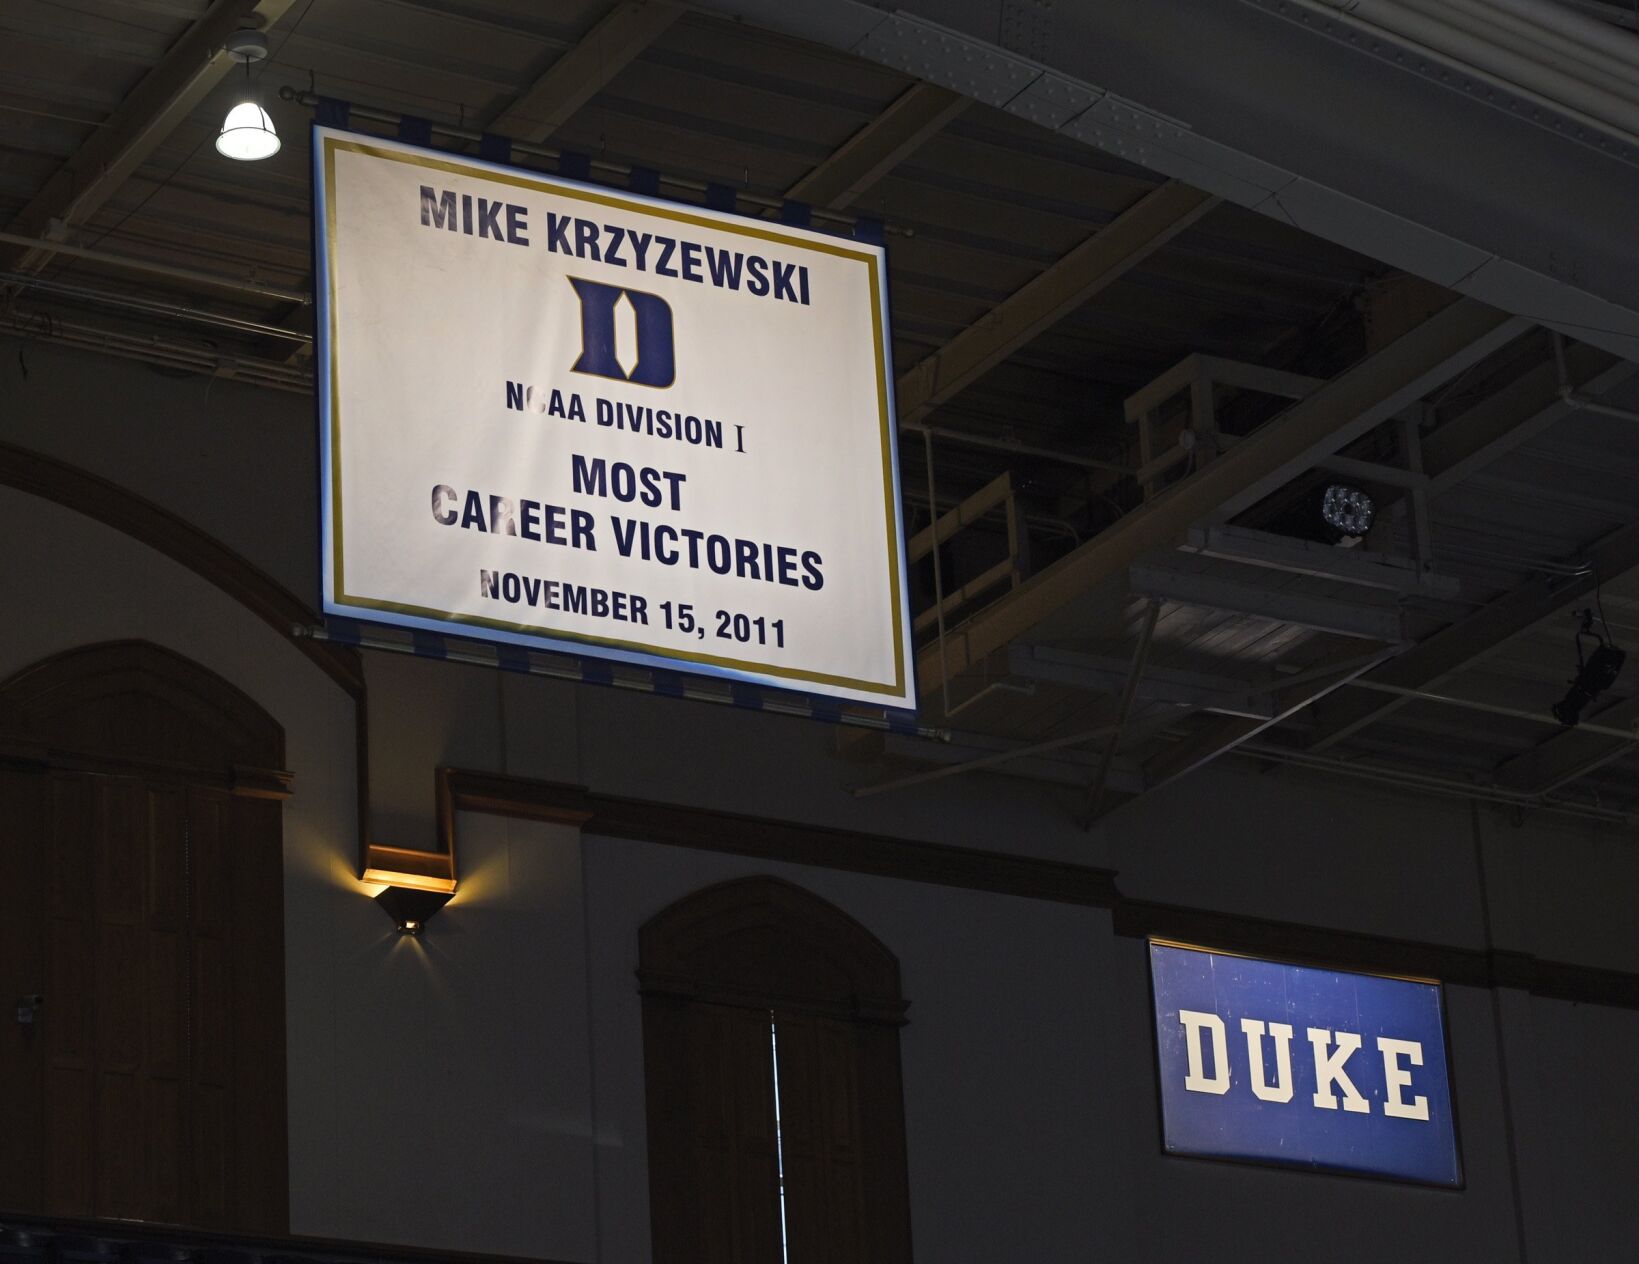 MIKE KRZYZEWSKI
D
NCAA DIVISION I
MOST
CAREER VICTORIES
NOVEMBER 15, 2011
DUKE